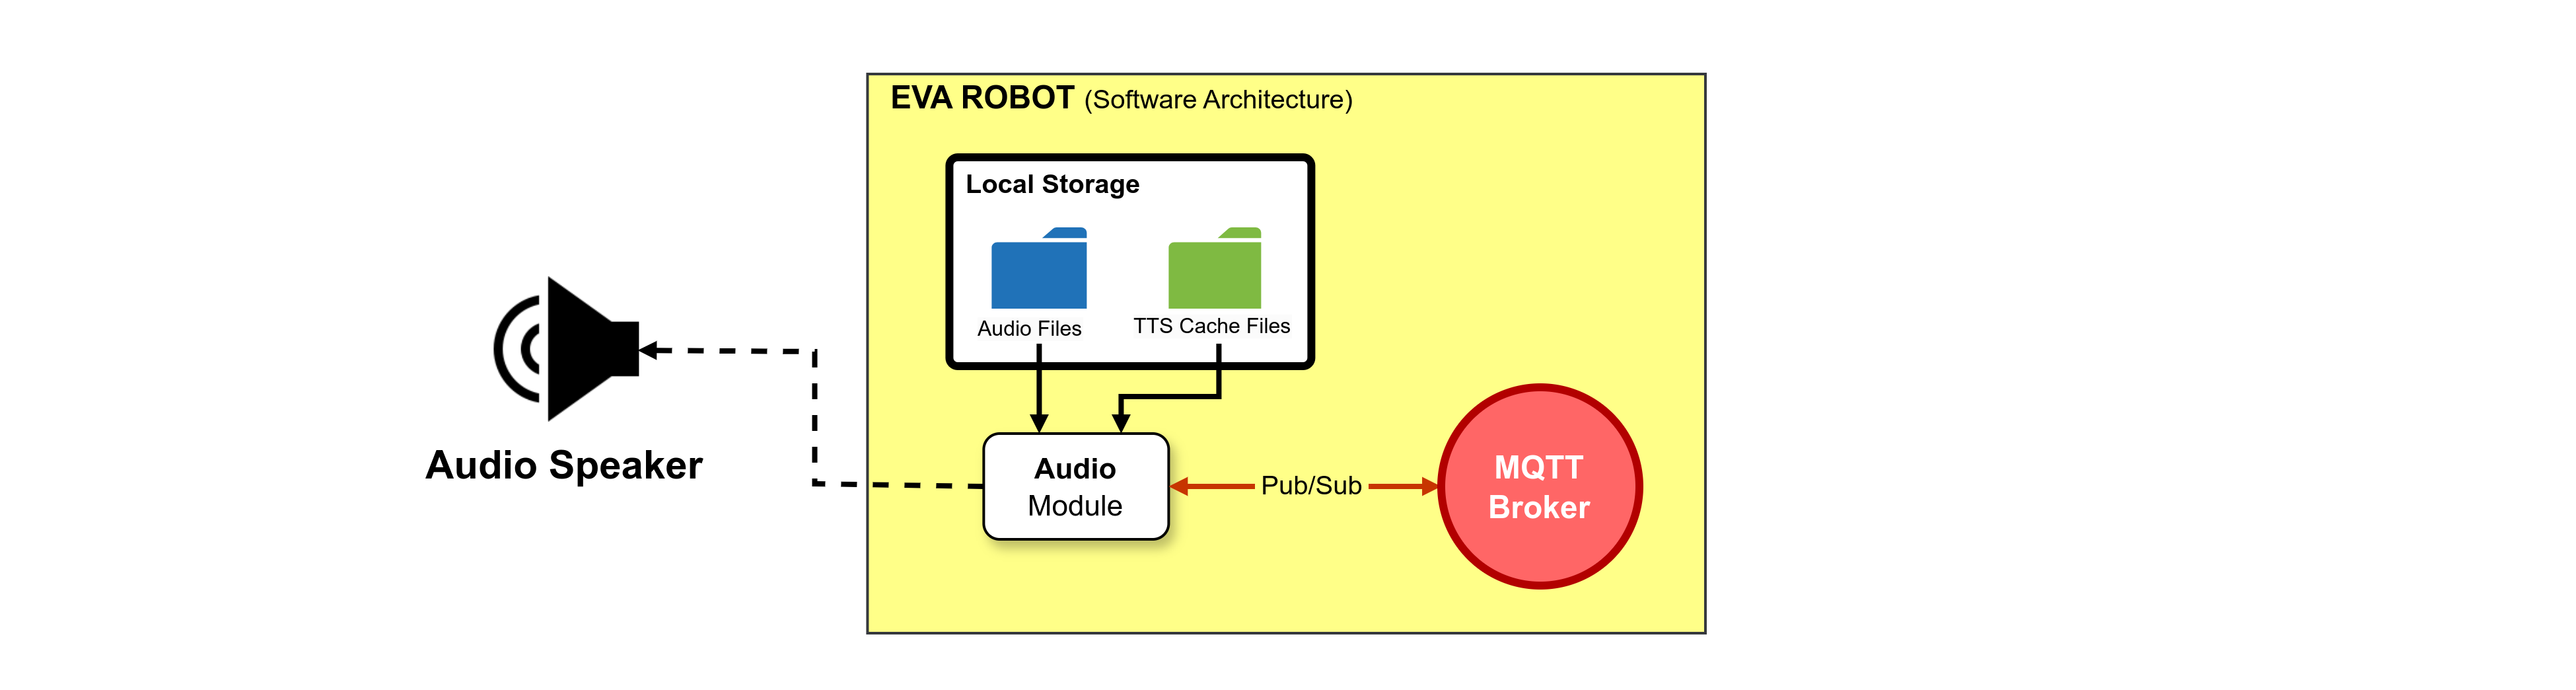 EVA ROBOT (Software Architecture)
Local Storage
Audio Files
TTS Cache Files
Audio Speaker
Audio
Module
Pub/Sub
MQTT
Broker